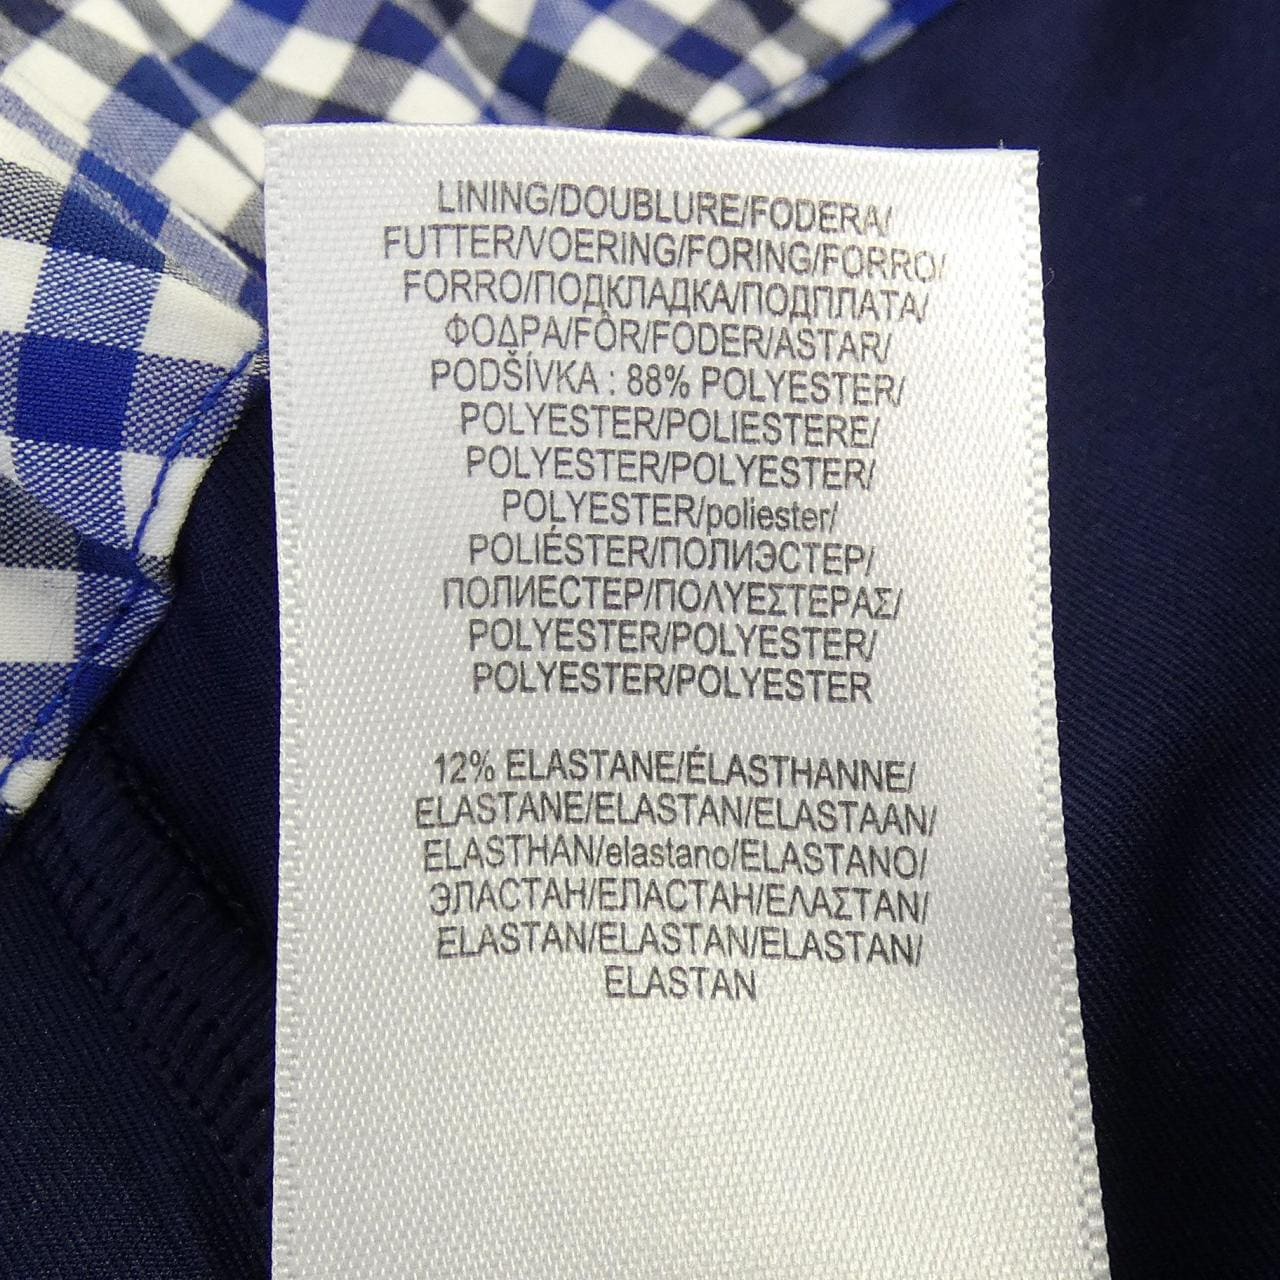 LINING/DOUBLURE/FODERA/
FUTTER/VOERING/FORING/FORRO/
FORRO/ПОДКЛАДКА/ПОДПЛАТА/
ΦΟΔΡΑ/FÔR/FODER/ASTAR/
PODŠÍVKA : 88% POLYESTER/
POLYESTER/POLIESTERE/
POLYESTER/POLYESTER/
POLYESTER/poliester/
POLIÉSTER/ПОЛИЭСТЕР/
ПОЛИЕСТЕР/ΠΟΛΥΕΣΤΕΡΑΣ/
POLYESTER/POLYESTER/
POLYESTER/POLYESTER
12% ELASTANE/ÉLASTHANNE/
ELASTANE/ELASTAN/ELASTAAN/
ELASTHAN/elastano/ELASTANO/
ЭЛАСТАН/ЕЛАСТАН/ΕΛΑΣΤΑΝ/
ELASTAN/ELASTAN/ELASTAN/
ELASTAN